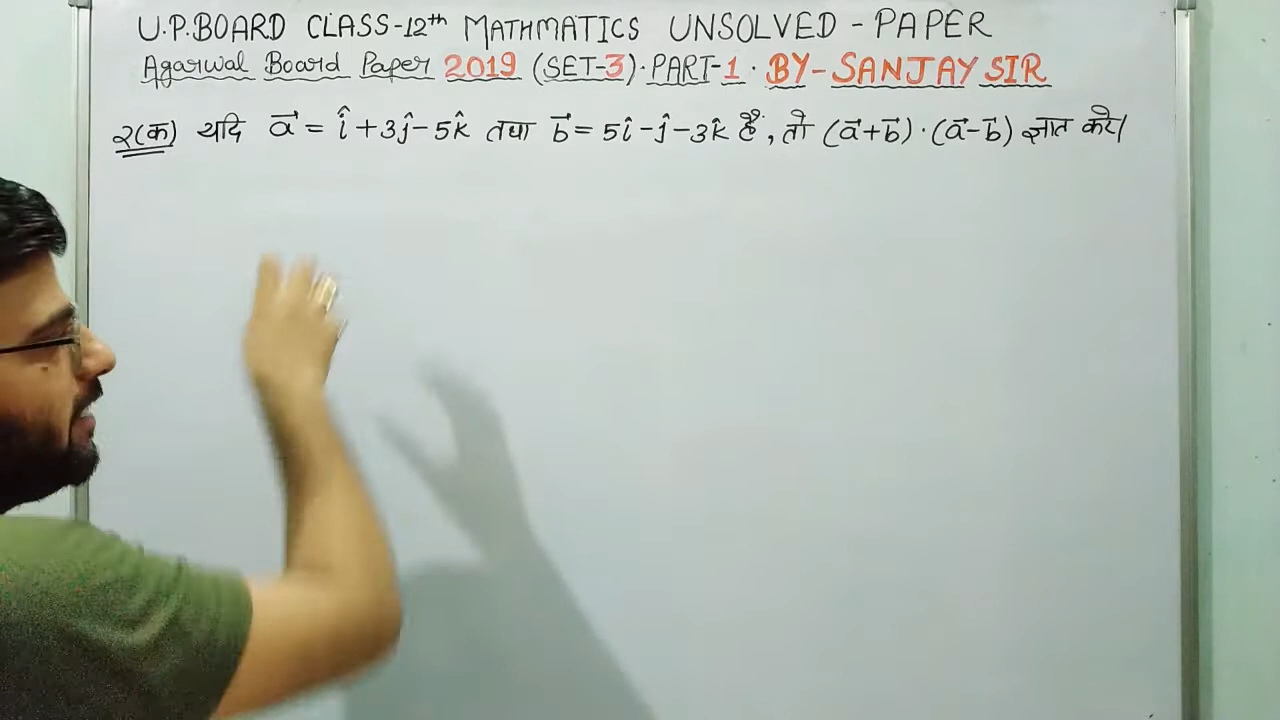 U.P.BOARD CLASS-12th MATHMATICS UNSOLVED - PAPER
Agarwal Board Paper 2019 (SET-3)· PART-1 · BY-SANJAY SIR
२(क) यदि a⃗ = î + 3ĵ - 5k̂ तथा b⃗ = 5î - ĵ - 3k̂ है, तो (a⃗+b⃗)·(a⃗-b⃗) ज्ञात करे।